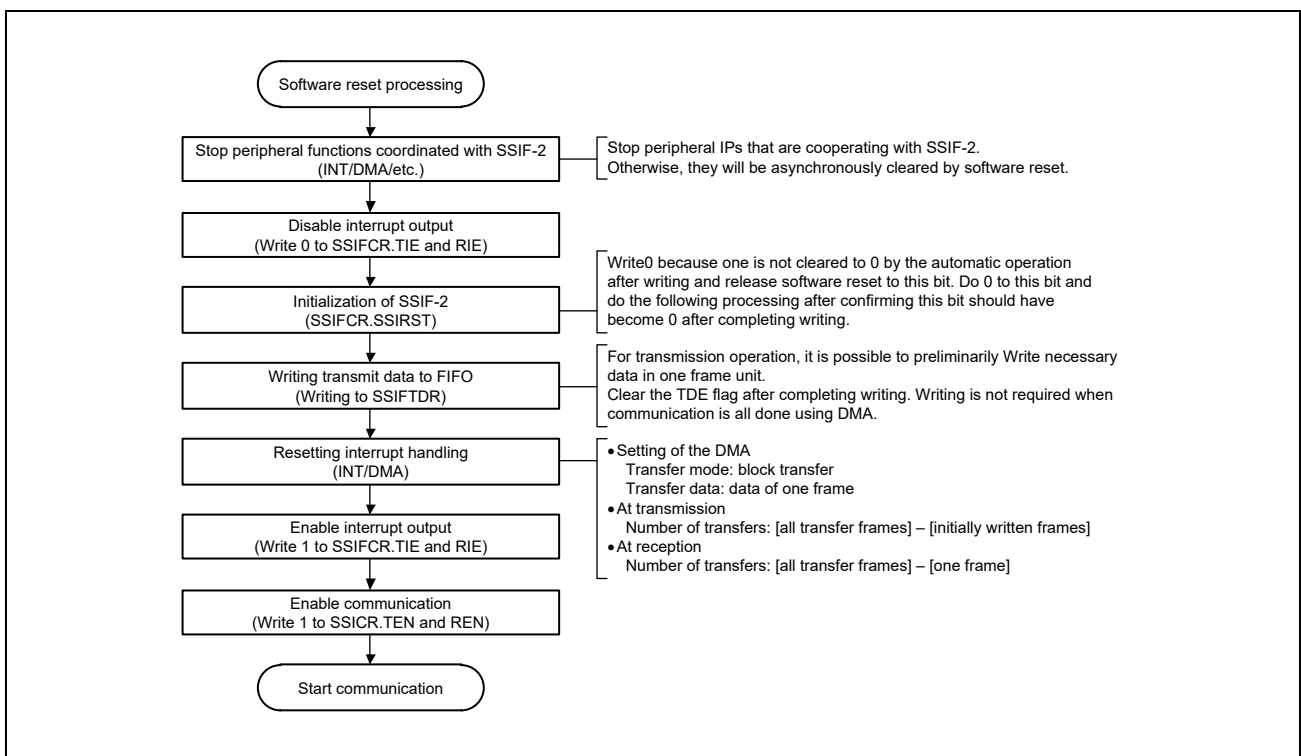 Software reset processing
Stop peripheral functions coordinated with SSIF-2
(INT/DMA/etc.)
Stop peripheral IPs that are cooperating with SSIF-2.
Otherwise, they will be asynchronously cleared by software reset.
Disable interrupt output
(Write 0 to SSIFCR.TIE and RIE)
Initialization of SSIF-2
(SSIFCR.SSIRST)
Write0 because one is not cleared to 0 by the automatic operation
after writing and release software reset to this bit. Do 0 to this bit and
do the following processing after confirming this bit should have
become 0 after completing writing.
Writing transmit data to FIFO
(Writing to SSIFTDR)
For transmission operation, it is possible to preliminarily Write necessary
data in one frame unit.
Clear the TDE flag after completing writing. Writing is not required when
communication is all done using DMA.
Resetting interrupt handling
(INT/DMA)
•Setting of the DMA
Transfer mode: block transfer
Transfer data: data of one frame
•At transmission
Number of transfers: [all transfer frames] – [initially written frames]
•At reception
Number of transfers: [all transfer frames] – [one frame]
Enable interrupt output
(Write 1 to SSIFCR.TIE and RIE)
Enable communication
(Write 1 to SSICR.TEN and REN)
Start communication